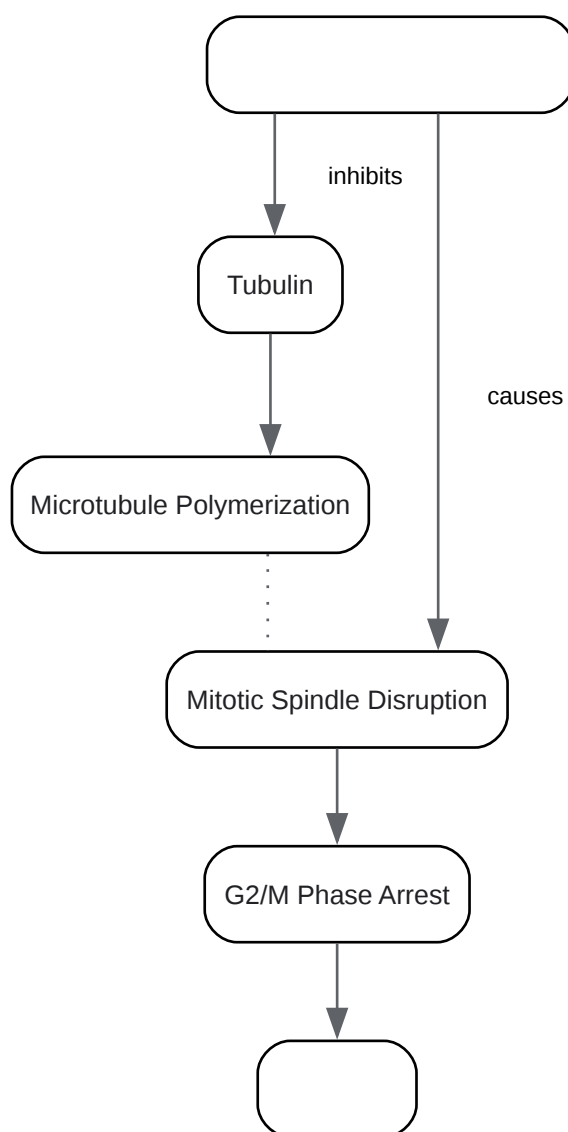 inhibits
Tubulin
causes
Microtubule Polymerization
Mitotic Spindle Disruption
G2/M Phase Arrest